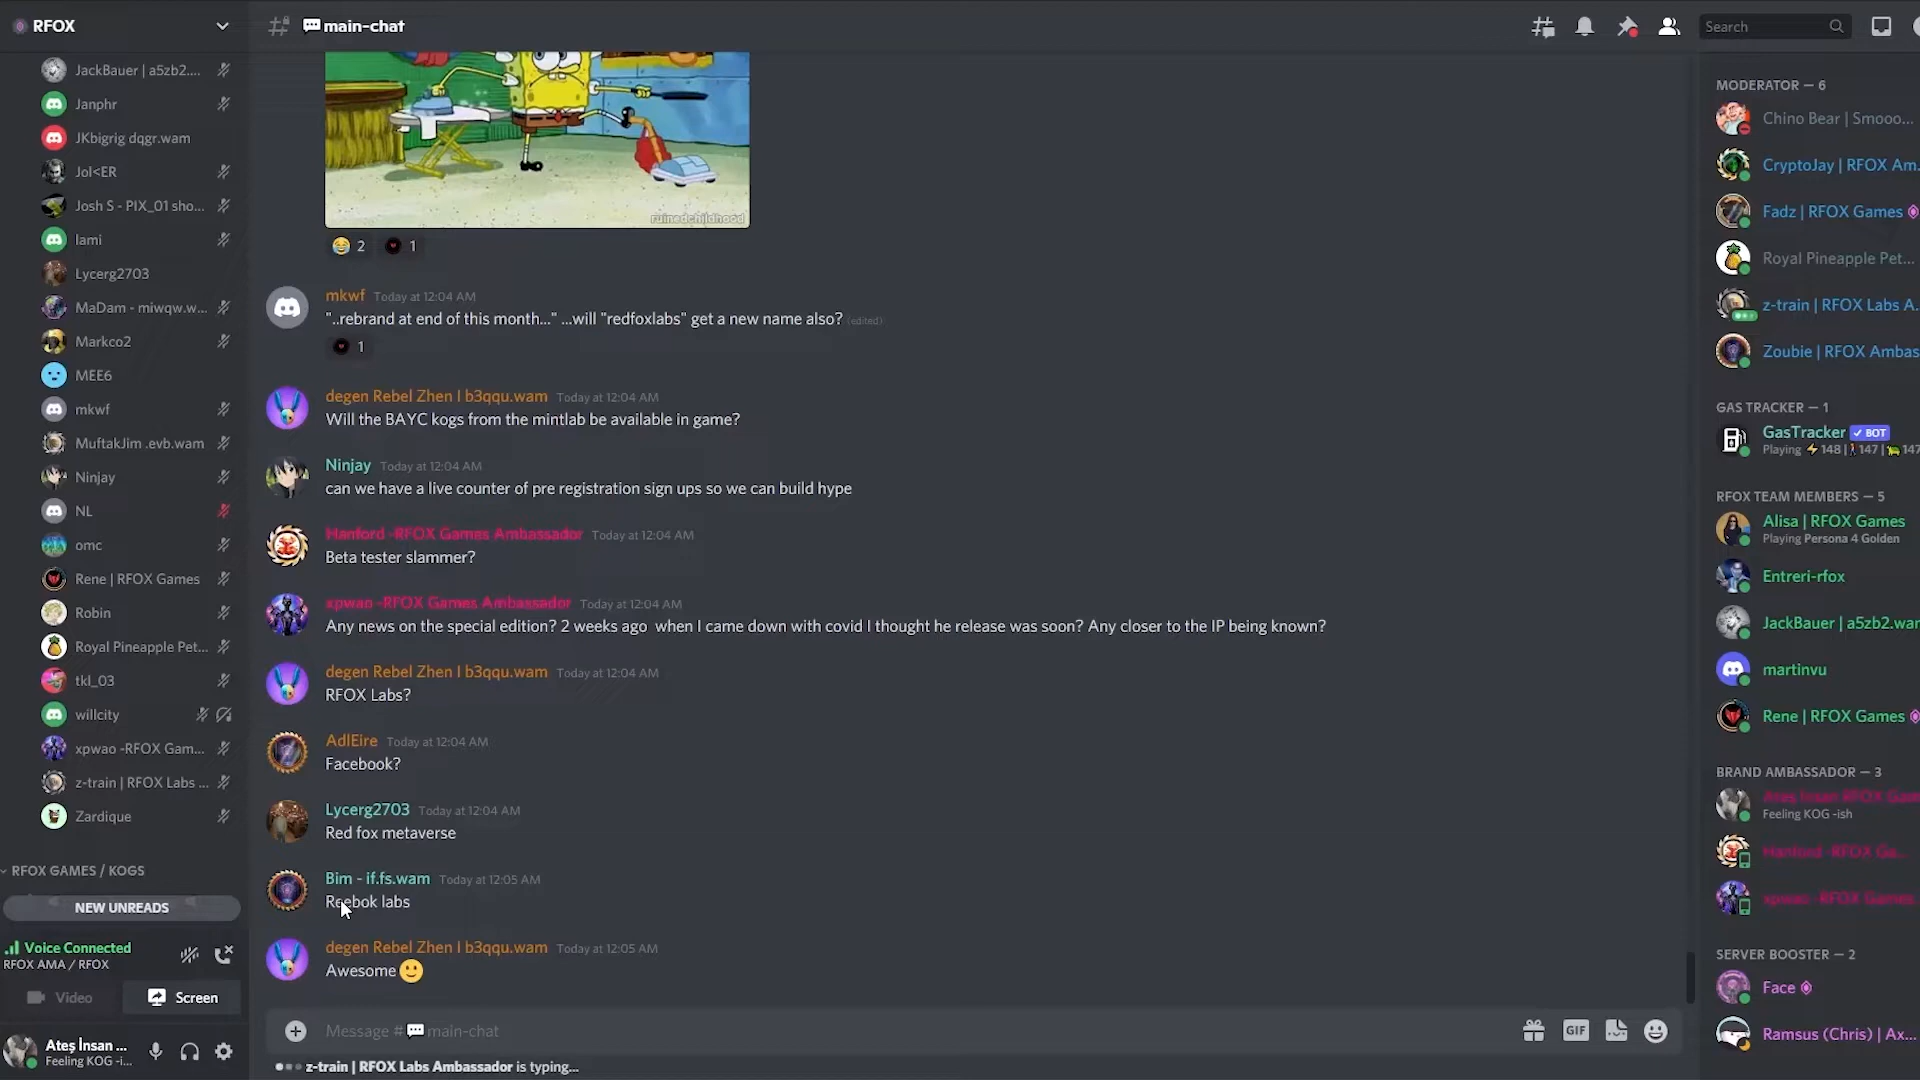 RFOX
JackBauer | a5zb2....
Janphr
JKbigrig dqgr.wam
Jol<ER
Josh S - PIX_01 sho...
lami
Lycerg2703
MaDam - miwqw.w...
Markco2
MEE6
mkwf
MuftakJim .evb.wam
Ninjay
NL
omc
Rene | RFOX Games
Robin
Royal Pineapple Pet...
tkl_03
willcity
xpwao -RFOX Gam...
z-train | RFOX Labs ...
Zardique
RFOX GAMES / KOGS
NEW UNREADS
Voice Connected
RFOX AMA / RFOX
Video
Screen
Ateş İnsan ...
Feeling KOG -i...
main-chat
Search
ruinedchildhood
😂 2
1
mkwf Today at 12:04 AM
"..rebrand at end of this month..." ...will "redfoxlabs" get a new name also? (edited)
1
degen Rebel Zhen I b3qqu.wam Today at 12:04 AM
Will the BAYC kogs from the mintlab be available in game?
Ninjay Today at 12:04 AM
can we have a live counter of pre registration sign ups so we can build hype
Hanford -RFOX Games Ambassador Today at 12:04 AM
Beta tester slammer?
xpwao -RFOX Games Ambassador Today at 12:04 AM
Any news on the special edition? 2 weeks ago when I came down with covid I thought he release was soon? Any closer to the IP being known?
degen Rebel Zhen I b3qqu.wam Today at 12:04 AM
RFOX Labs?
AdlEire Today at 12:04 AM
Facebook?
Lycerg2703 Today at 12:04 AM
Red fox metaverse
Bim - if.fs.wam Today at 12:05 AM
Reebok labs
degen Rebel Zhen I b3qqu.wam Today at 12:05 AM
Awesome 🙂
Message # main-chat
GIF
z-train | RFOX Labs Ambassador is typing...
MODERATOR — 6
Chino Bear | Smooo...
CryptoJay | RFOX Am.
Fadz | RFOX Games
Royal Pineapple Pet...
z-train | RFOX Labs A.
Zoubie | RFOX Ambas
GAS TRACKER — 1
GasTracker ✓ BOT
Playing ⚡148 | 🚶147 | 🐢147
RFOX TEAM MEMBERS — 5
Alisa | RFOX Games
Playing Persona 4 Golden
Entreri-rfox
JackBauer | a5zb2.war
martinvu
Rene | RFOX Games
BRAND AMBASSADOR — 3
Ateş İnsan RFOX Gam
Feeling KOG -ish
Hanford -RFOX Ga...
xpwao -RFOX Games
SERVER BOOSTER — 2
Face
Ramsus (Chris) | Ax...